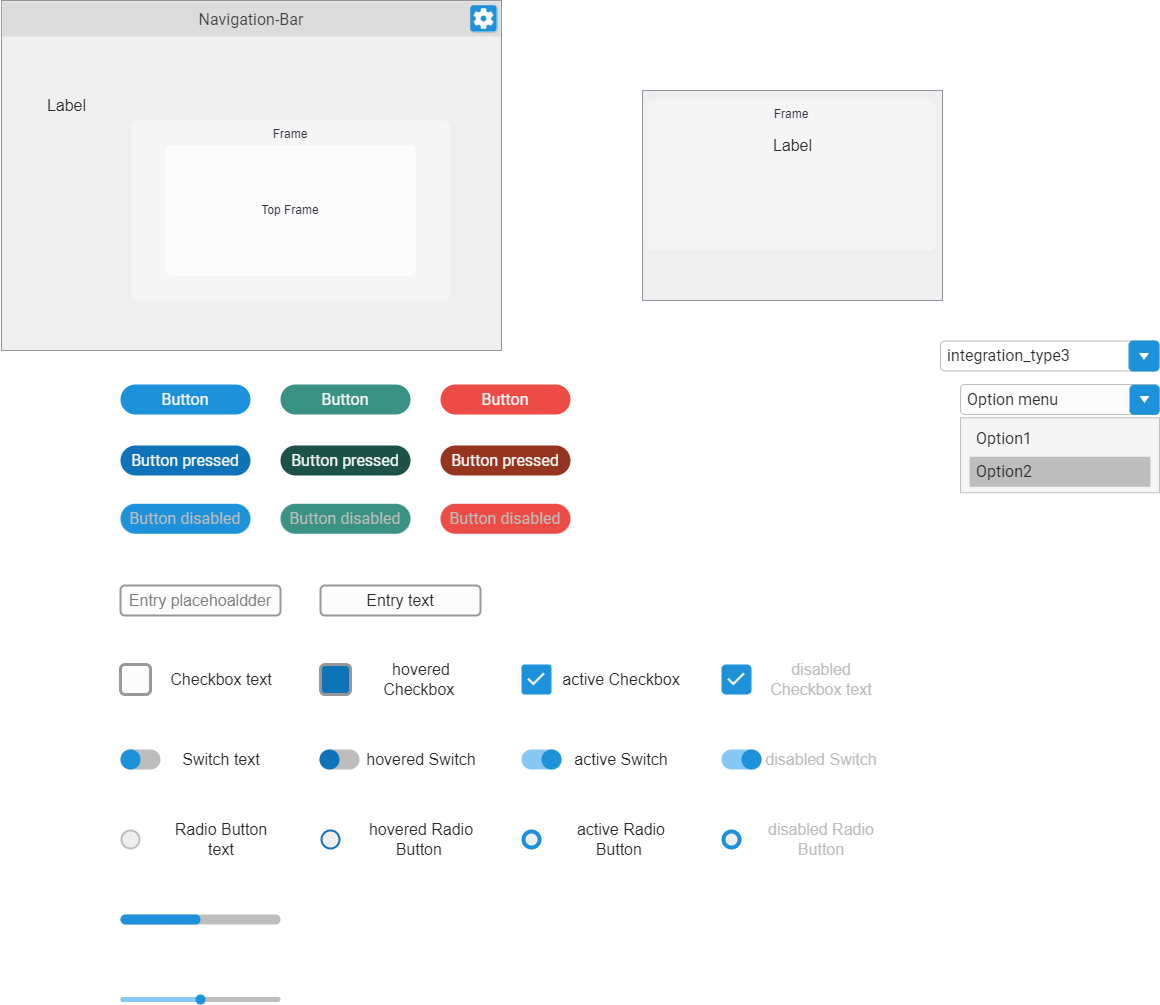 Navigation-Bar
Label
Frame
Top Frame
Frame
Label
integration_type3
Option menu
Option1
Option2
Button
Button
Button
Button pressed
Button pressed
Button pressed
Button disabled
Button disabled
Button disabled
Entry placehoaldder
Entry text
Checkbox text
hovered
Checkbox
active Checkbox
disabled
Checkbox text
Switch text
hovered Switch
active Switch
disabled Switch
Radio Button
text
hovered Radio
Button
active Radio
Button
disabled Radio
Button